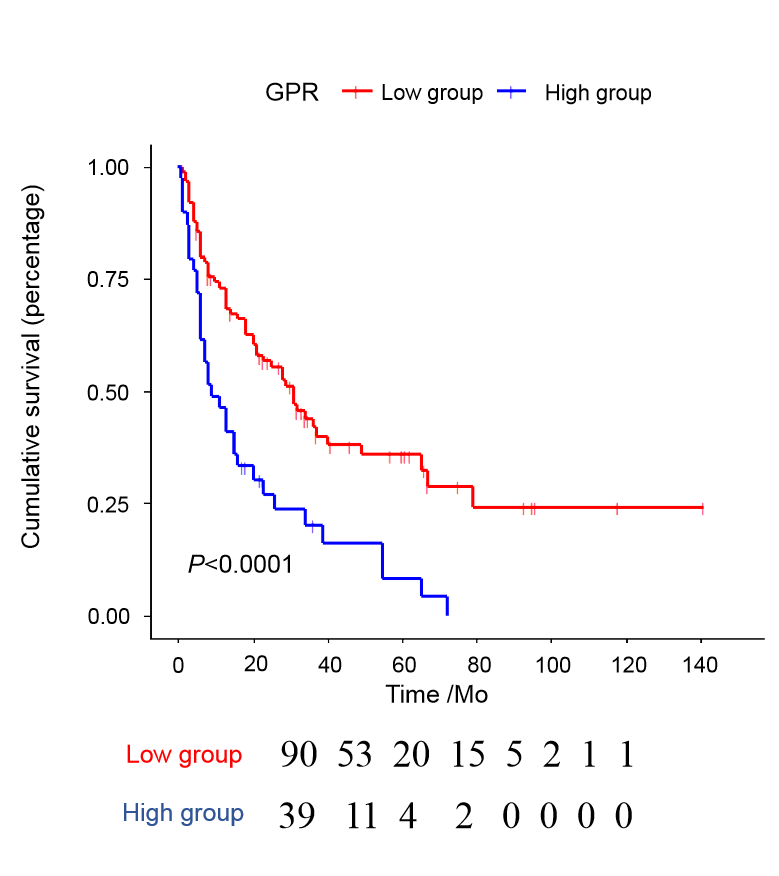 GPR Low group High group
Cumulative survival (percentage)
1.00
0.75
0.50
0.25
0.00
P<0.0001
0 20 40 60 80 100 120 140
Time /Mo
Low group 90 53 20 15 5 2 1 1
High group 39 11 4 2 0 0 0 0